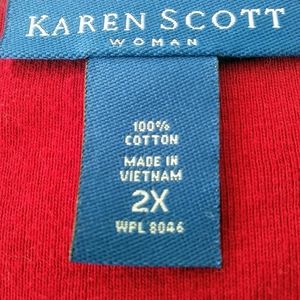 KAREN SCOTT
WOMAN
100%
COTTON
MADE IN
VIETNAM
2X
WPL 8046